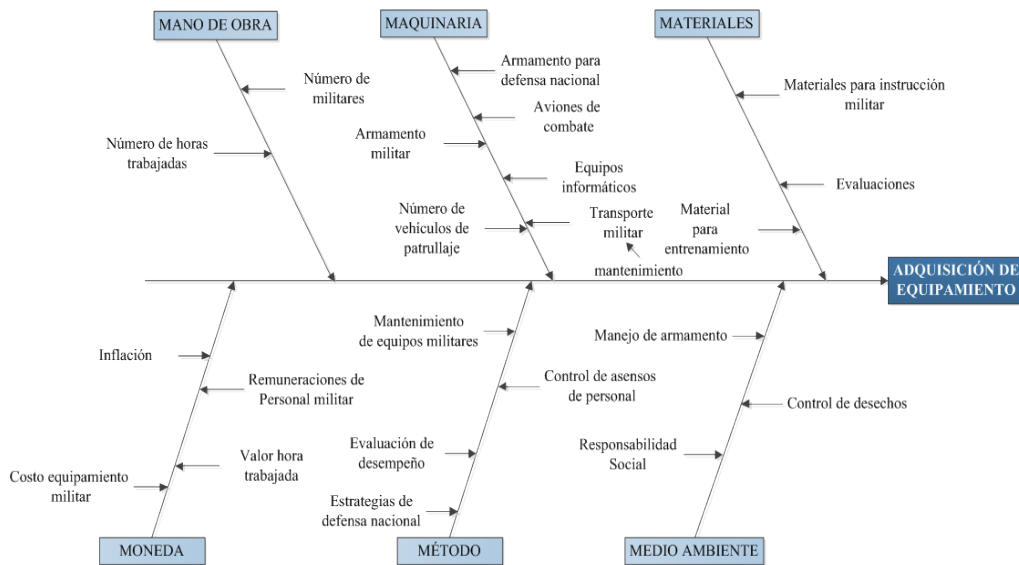 MANO DE OBRA
MAQUINARIA
MATERIALES
Número de
militares
Número de horas
trabajadas
Armamento para
defensa nacional
Aviones de
combate
Armamento
militar
Equipos
informáticos
Número de
vehículos de
patrullaje
Transporte
militar
mantenimiento
Materiales para instrucción
militar
Evaluaciones
Material
para
entrenamiento
ADQUISICIÓN DE
EQUIPAMIENTO
Inflación
Remuneraciones de
Personal militar
Valor hora
trabajada
Costo equipamiento
militar
Mantenimiento
de equipos militares
Control de asensos
de personal
Evaluación de
desempeño
Estrategias de
defensa nacional
Manejo de armamento
Control de desechos
Responsabilidad
Social
MONEDA
MÉTODO
MEDIO AMBIENTE